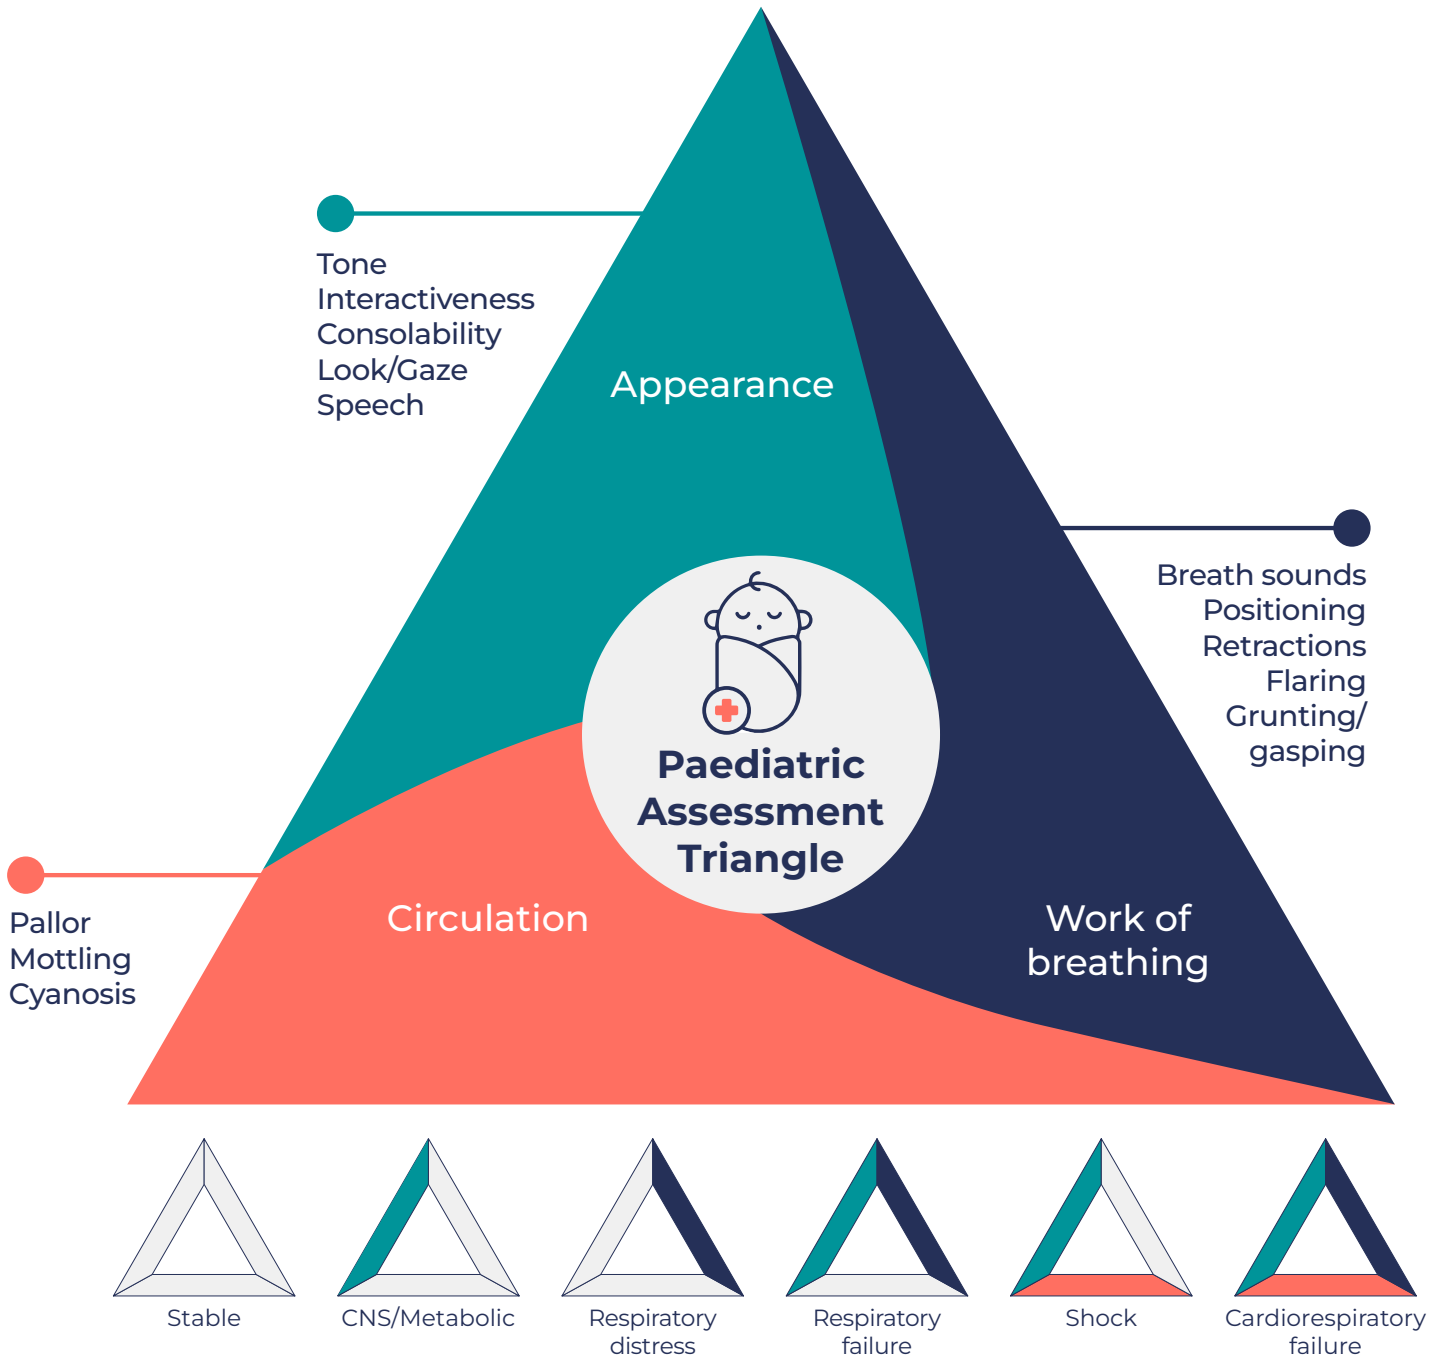 Tone
Interactiveness
Consolability
Look/Gaze
Speech
Appearance
Breath sounds
Positioning
Retractions
Flaring
Grunting/
gasping
Paediatric
Assessment
Triangle
Circulation
Work of
breathing
Pallor
Mottling
Cyanosis
Stable
CNS/Metabolic
Respiratory
distress
Respiratory
failure
Shock
Cardiorespiratory
failure